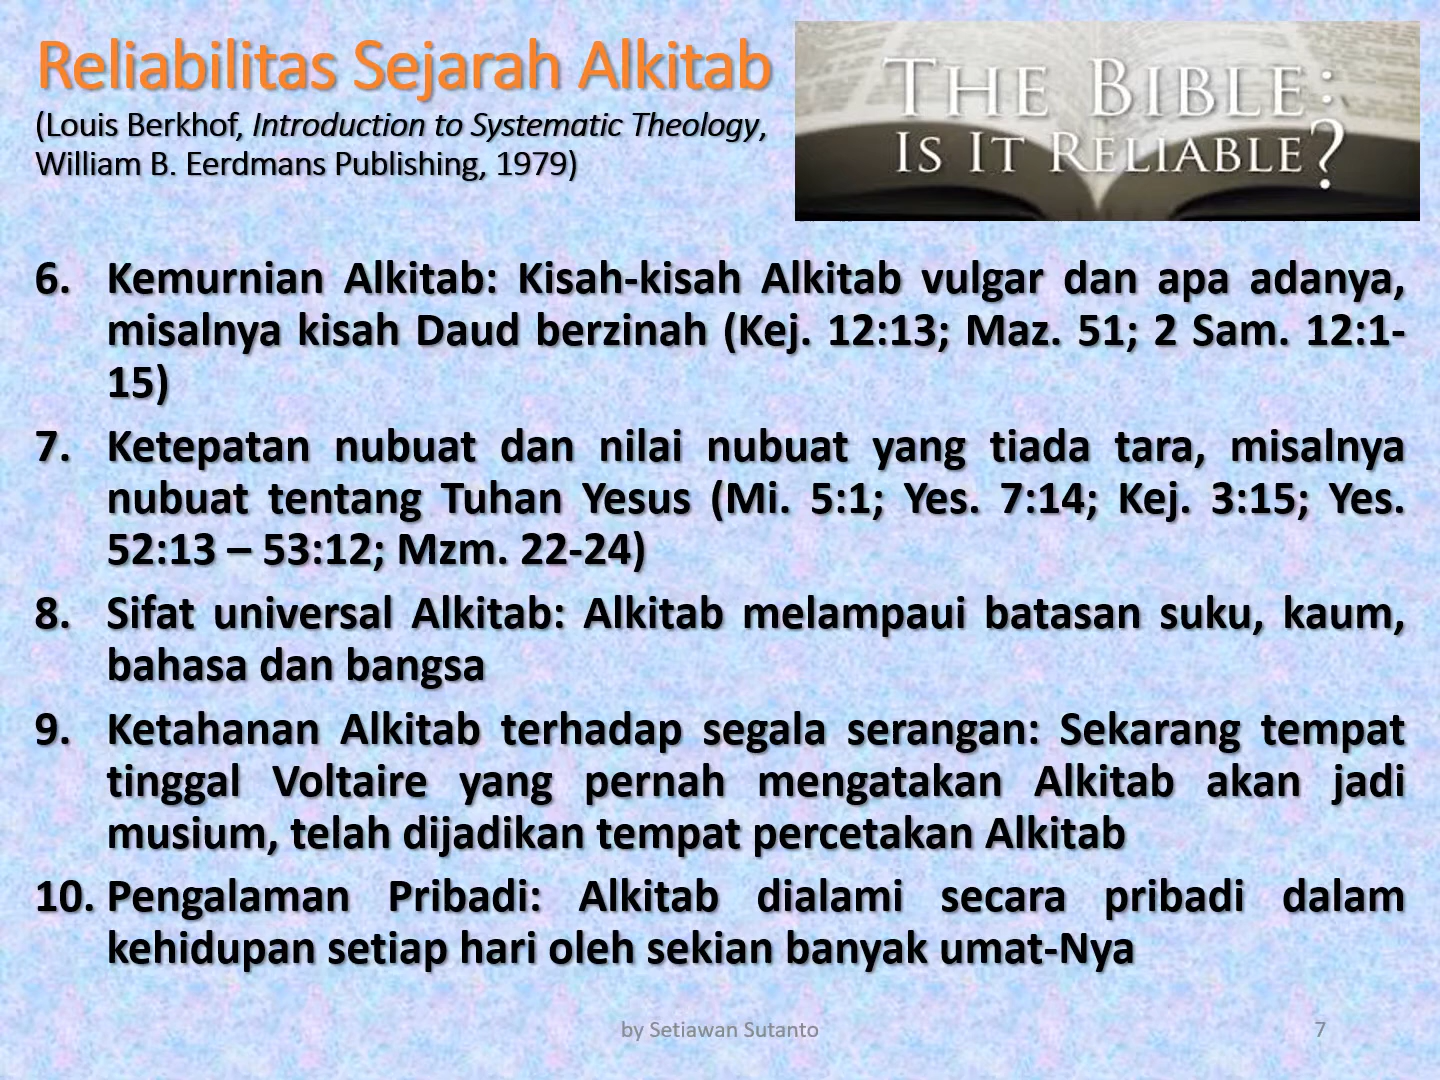 Reliabilitas Sejarah Alkitab
(Louis Berkhof, Introduction to Systematic Theology,
William B. Eerdmans Publishing, 1979)
THE BIBLE:
IS IT RELIABLE?
6. Kemurnian Alkitab: Kisah-kisah Alkitab vulgar dan apa adanya,
misalnya kisah Daud berzinah (Kej. 12:13; Maz. 51; 2 Sam. 12:1-
15)
7. Ketepatan nubuat dan nilai nubuat yang tiada tara, misalnya
nubuat tentang Tuhan Yesus (Mi. 5:1; Yes. 7:14; Kej. 3:15; Yes.
52:13 – 53:12; Mzm. 22-24)
8. Sifat universal Alkitab: Alkitab melampaui batasan suku, kaum,
bahasa dan bangsa
9. Ketahanan Alkitab terhadap segala serangan: Sekarang tempat
tinggal Voltaire yang pernah mengatakan Alkitab akan jadi
musium, telah dijadikan tempat percetakan Alkitab
10. Pengalaman Pribadi: Alkitab dialami secara pribadi dalam
kehidupan setiap hari oleh sekian banyak umat-Nya
by Setiawan Sutanto
7